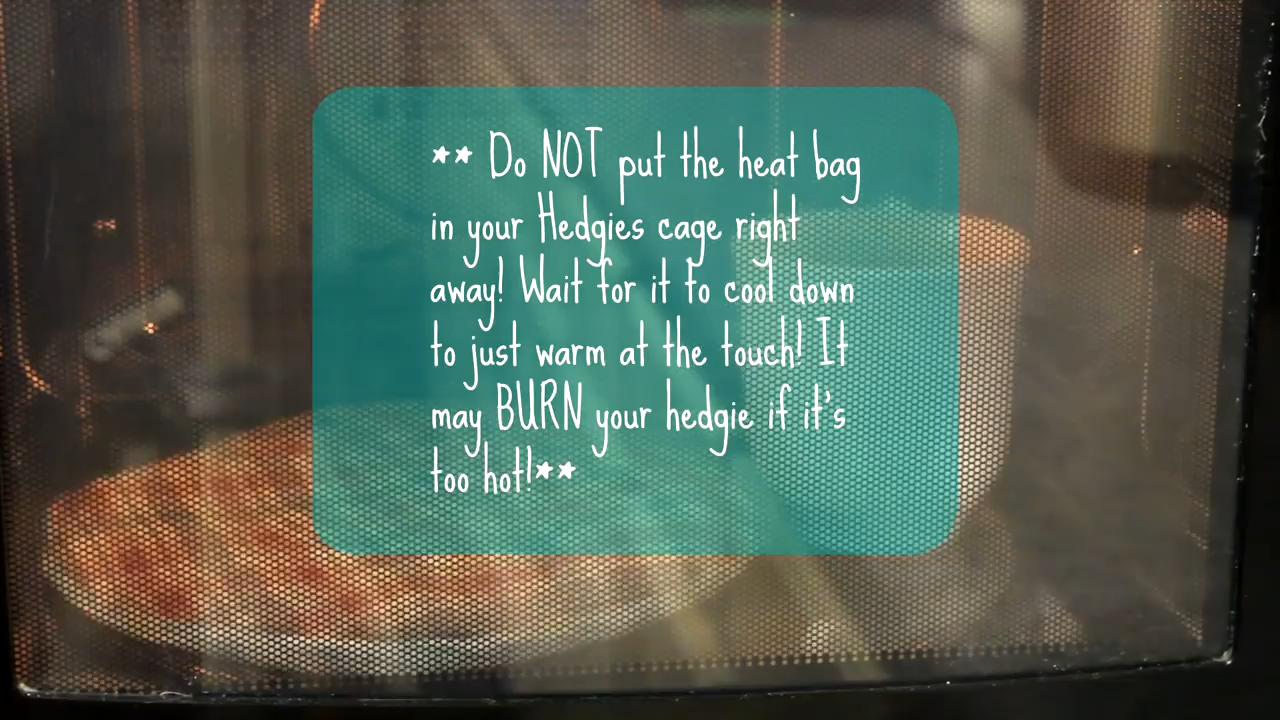 ** Do NOT put the heat bag
in your Hedgies cage right
away! Wait for it to cool down
to just warm at the touch! It
may BURN your hedgie if it's
too hot!**